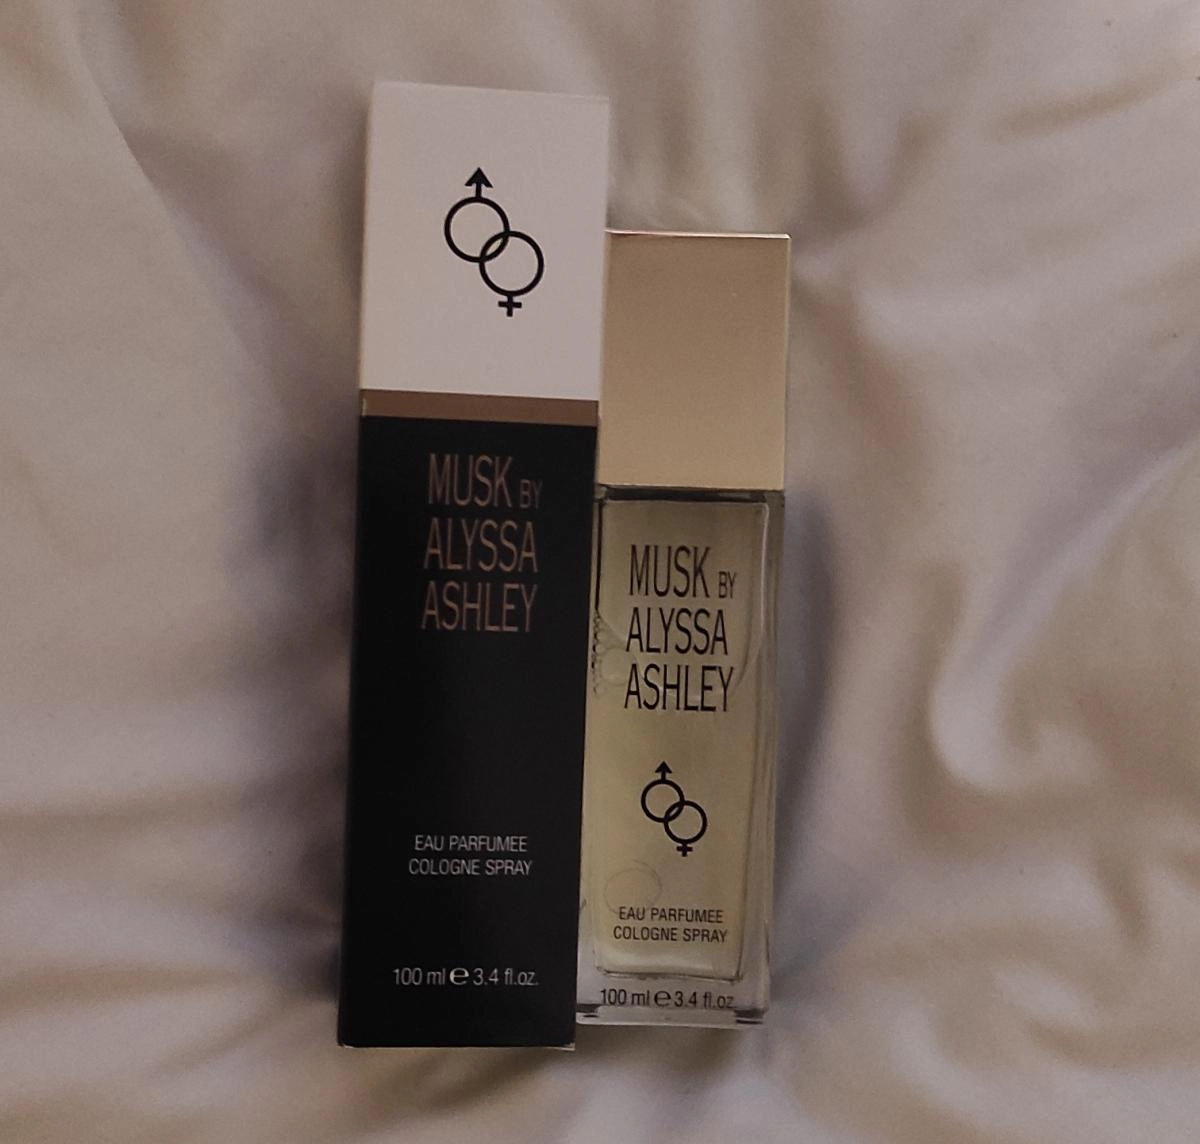 MUSK BY
ALYSSA
ASHLEY
EAU PARFUMEE
COLOGNE SPRAY
100 ml ℮ 3.4 fl.oz.
MUSK BY
ALYSSA
ASHLEY
EAU PARFUMEE
COLOGNE SPRAY
100 ml ℮ 3.4 fl.oz.